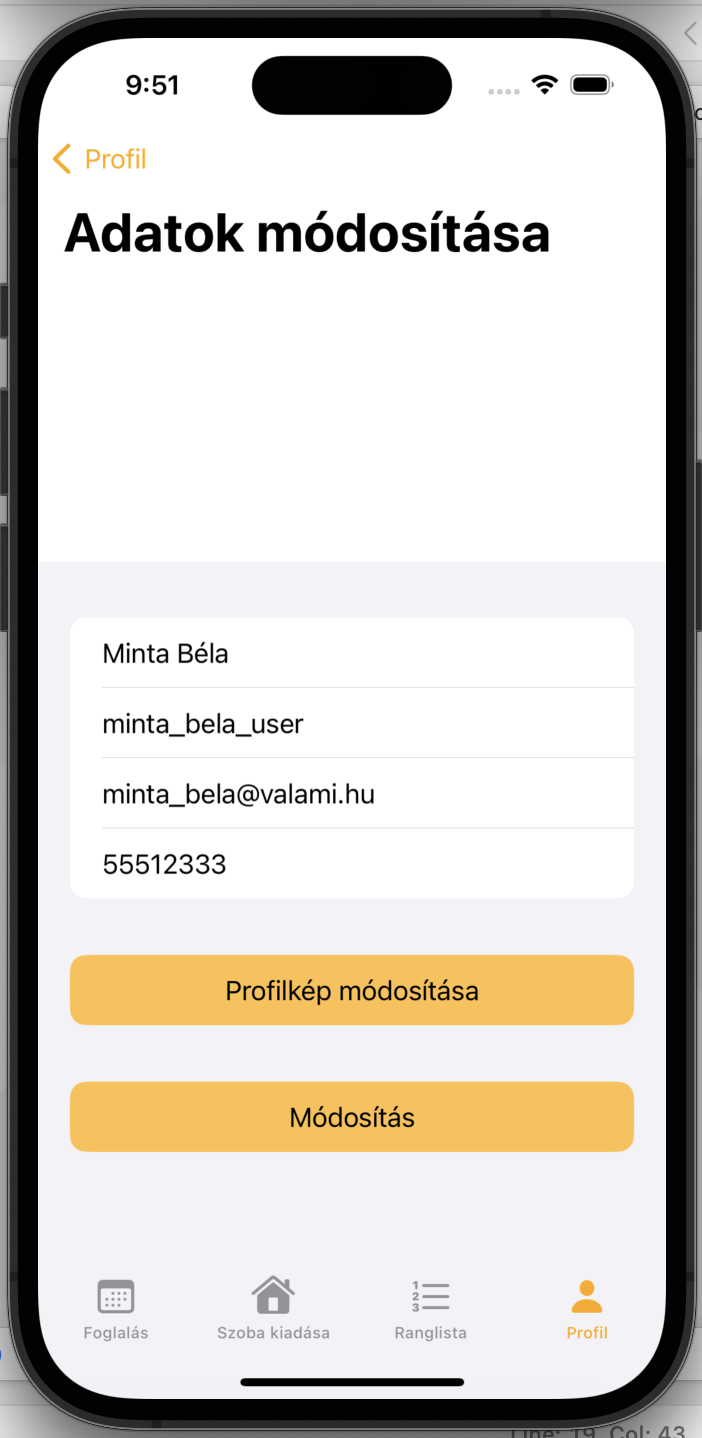 9:51
Profil
Adatok módosítása
Minta Béla
minta_bela_user
minta_bela@valami.hu
55512333
Profilkép módosítása
Módosítás
Foglalás
Szoba kiadása
Ranglista
Profil
Line: 19 Col: 43